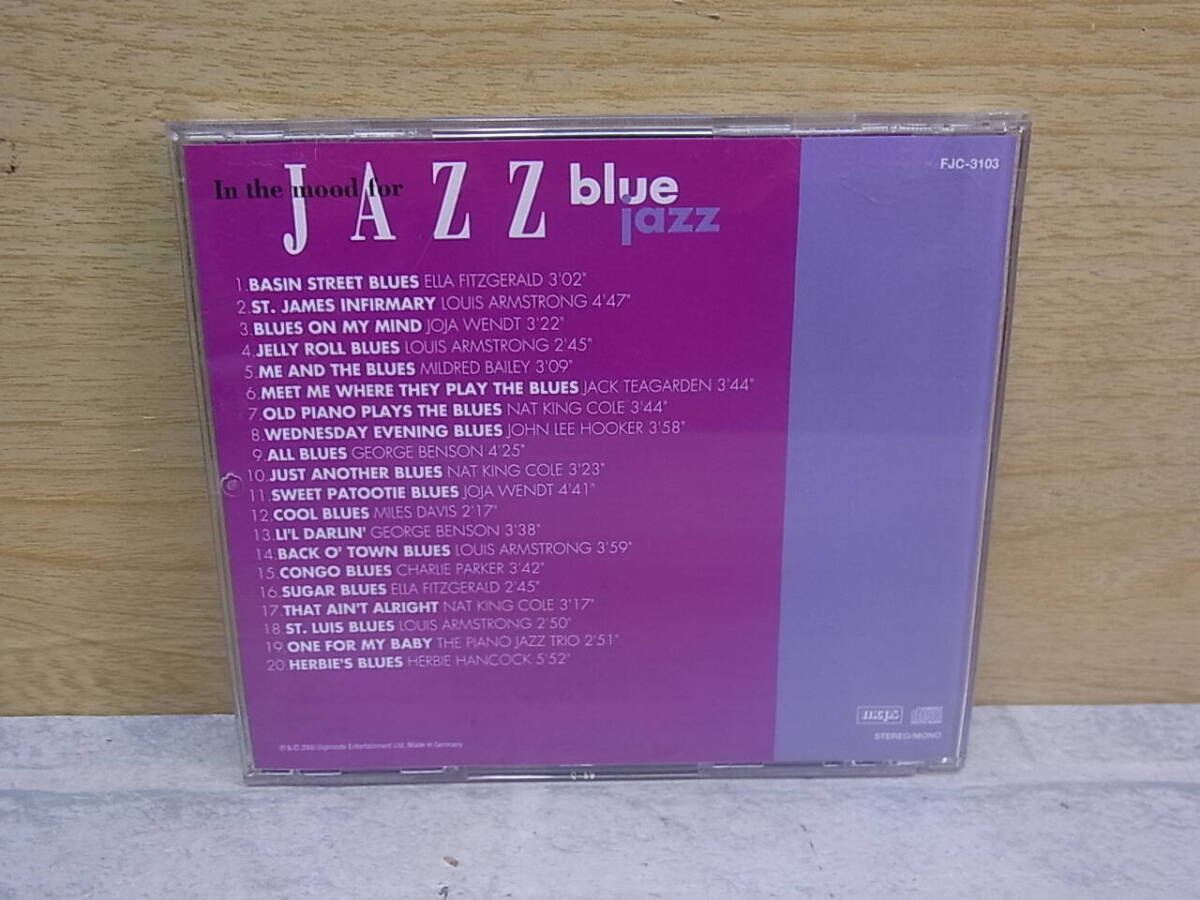 FJC-3103
In the mood for
JAZZ
blue
jazz
1.BASIN STREET BLUES ELLA FITZGERALD 3'02"
2.ST. JAMES INFIRMARY LOUIS ARMSTRONG 4'47"
3.BLUES ON MY MIND JOJA WENDT 3'22"
4.JELLY ROLL BLUES LOUIS ARMSTRONG 2'45"
5.ME AND THE BLUES MILDRED BAILEY 3'09"
6.MEET ME WHERE THEY PLAY THE BLUES JACK TEAGARDEN 3'44"
7.OLD PIANO PLAYS THE BLUES NAT KING COLE 3'44"
8.WEDNESDAY EVENING BLUES JOHN LEE HOOKER 3'58"
9.ALL BLUES GEORGE BENSON 4'25"
10.JUST ANOTHER BLUES NAT KING COLE 3'23"
11.SWEET PATOOTIE BLUES JOJA WENDT 4'41"
12.COOL BLUES MILES DAVIS 2'17"
13.LI'L DARLIN' GEORGE BENSON 3'38"
14.BACK O' TOWN BLUES LOUIS ARMSTRONG 3'59"
15.CONGO BLUES CHARLIE PARKER 3'42"
16.SUGAR BLUES ELLA FITZGERALD 2'45"
17.THAT AIN'T ALRIGHT NAT KING COLE 3'17"
18.ST. LUIS BLUES LOUIS ARMSTRONG 2'50"
19.ONE FOR MY BABY THE PIANO JAZZ TRIO 2'51"
20.HERBIE'S BLUES HERBIE HANCOCK 5'52"
mcps
STEREO/MONO
℗ & © 2000 Entertainment Ltd. Made in Germany